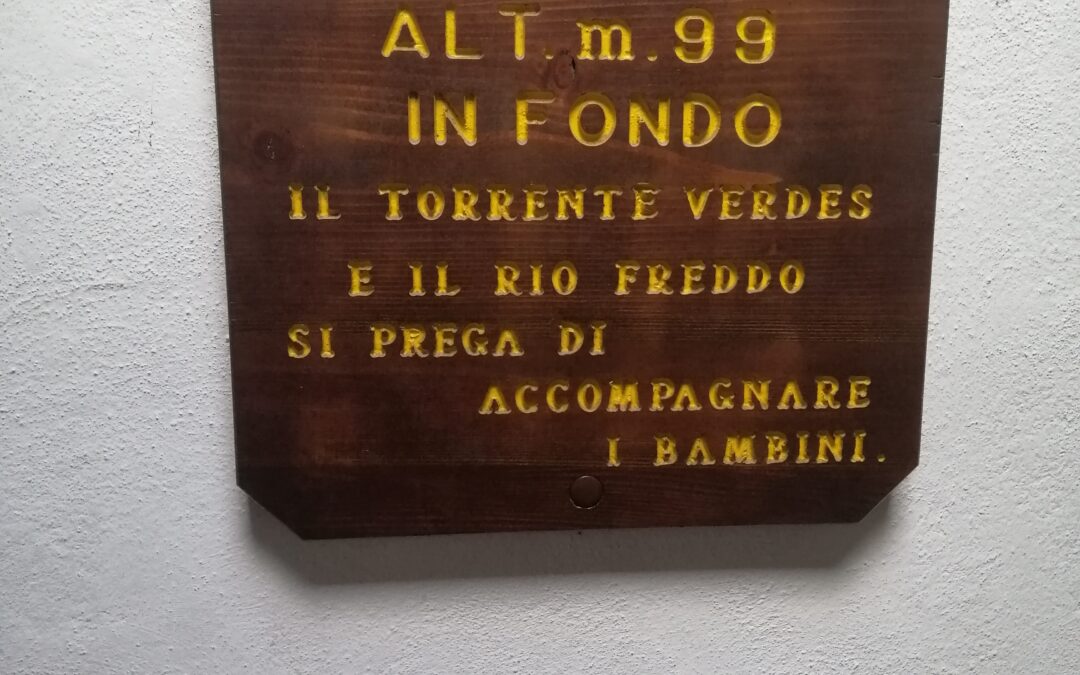 ALT. m. 99
IN FONDO
IL TORRENTE VERDES
E IL RIO FREDDO
SI PREGA DI
ACCOMPAGNARE
I BAMBINI.